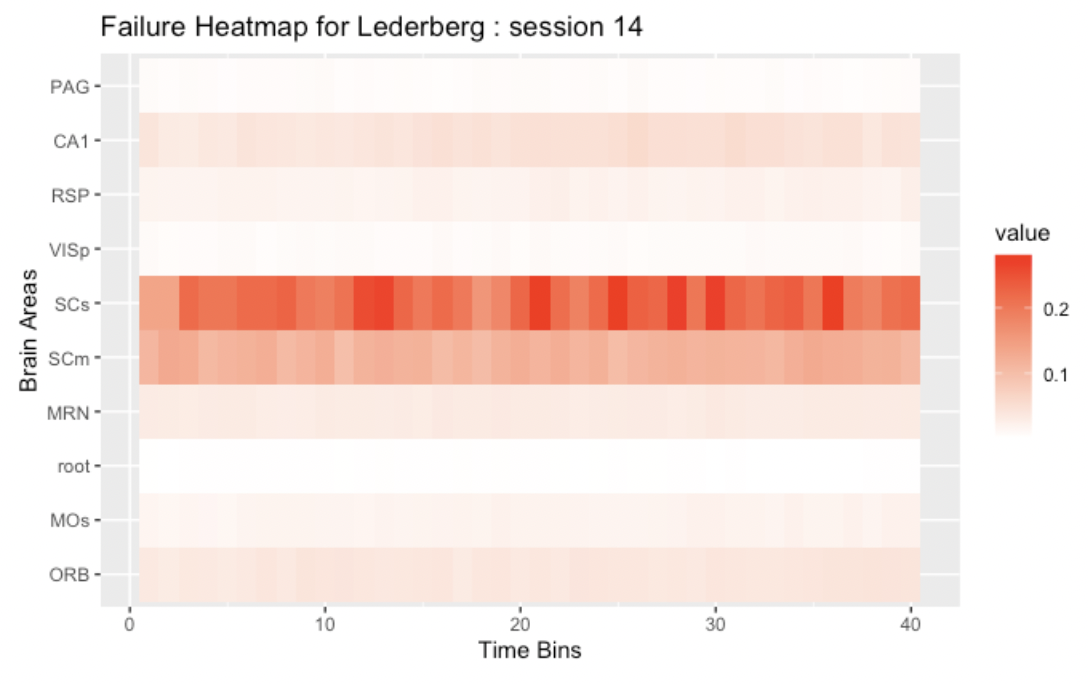 Failure Heatmap for Lederberg : session 14
PAG
CA1
RSP
VISp
SCs
SCm
MRN
root
MOs
ORB
Brain Areas
0 10 20 30 40
Time Bins
value
0.2
0.1